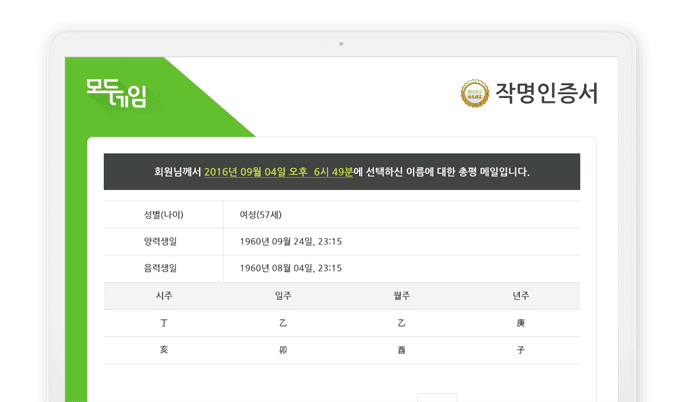 모두
네임
작명인증서
회원님께서 2016년 09월 04일 오후 6시 49분에 선택하신 이름에 대한 총평 메일입니다.
성별(나이) 여성(57세)
양력생일 1960년 09월 24일, 23:15
음력생일 1960년 08월 04일, 23:15
시주 일주 월주 년주
丁 乙 乙 庚
亥 卯 酉 子